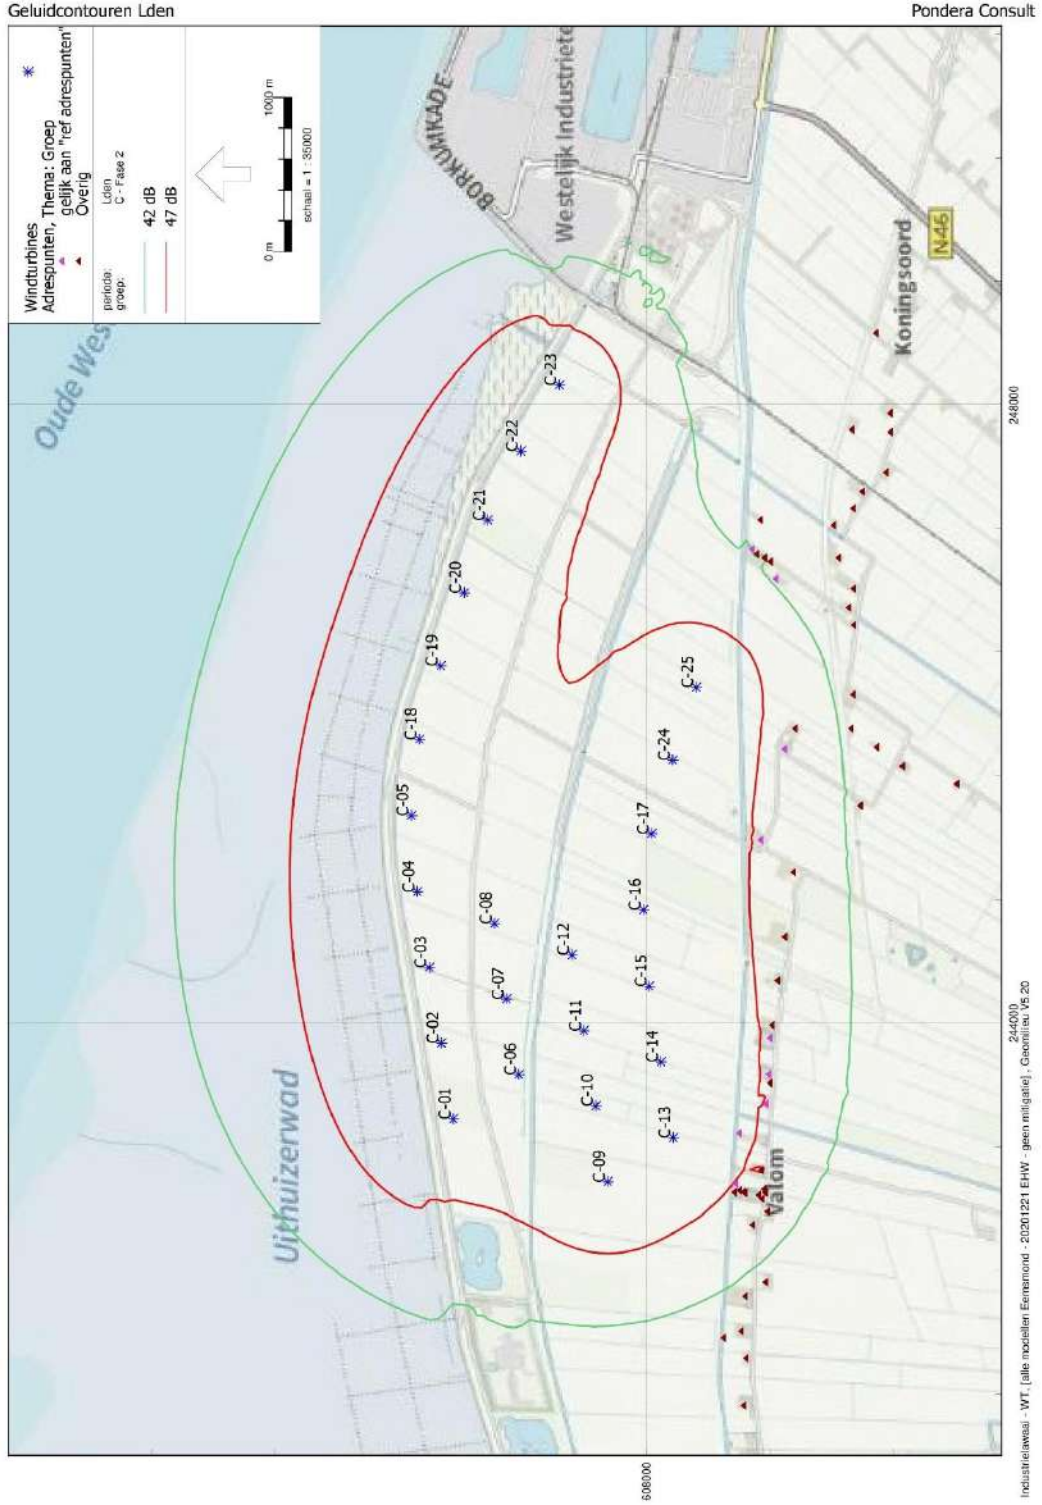 Geluidcontouren Lden
Pondera Consult
Windturbines
Adrespunten, Thema: Groep
gelijk aan "ref adrespunten"
Overig
periode: Lden
groep: C - Fase 2
42 dB
47 dB
0 m
1000 m
schaal = 1 : 35000
Oude Wes
BORKUMKADE
Westelijk Industriete
N46
Koningsoord
Uithuizerwad
Valom
C-23
C-22
C-21
C-20
C-19
C-18
C-05
C-04
C-03
C-02
C-01
C-08
C-07
C-06
C-12
C-11
C-10
C-09
C-25
C-24
C-17
C-16
C-15
C-14
C-13
248000
244000
608000
Industrielawaai - WT, [alle modellen Eemsmond - 20201221 EHW - geen mitigatie] , Geomilieu V5.20